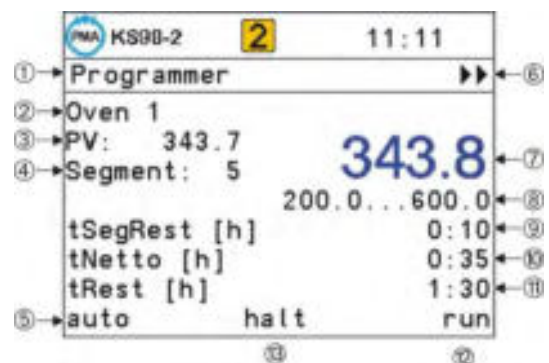 PMA KS98-2 2 11:11
① Programmer ▶▶ ⑥
② Oven 1
③ PV: 343.7
343.8 ⑦
④ Segment: 5
200.0...600.0 ⑧
tSegRest [h] 0:10 ⑨
tNetto [h] 0:35 ⑩
tRest [h] 1:30 ⑪
⑤ auto halt run
⑬ ⑫